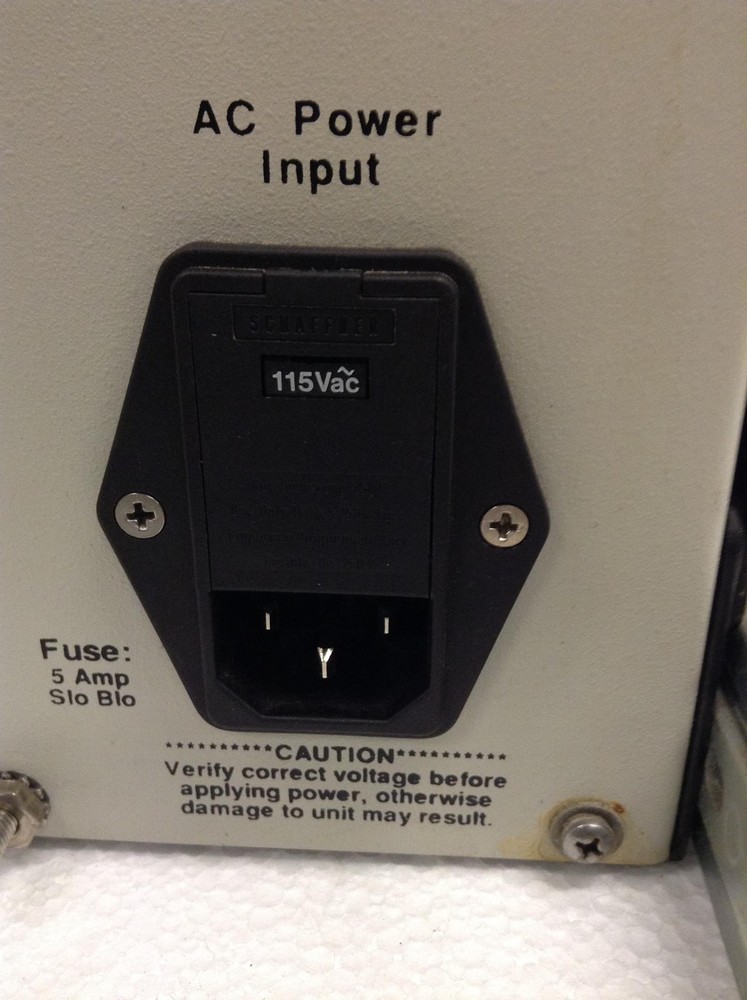 AC Power
Input
SCHAFFNER
115Vac
Fuse:
5 Amp
Slo Blo
**********CAUTION**********
Verify correct voltage before
applying power, otherwise
damage to unit may result.